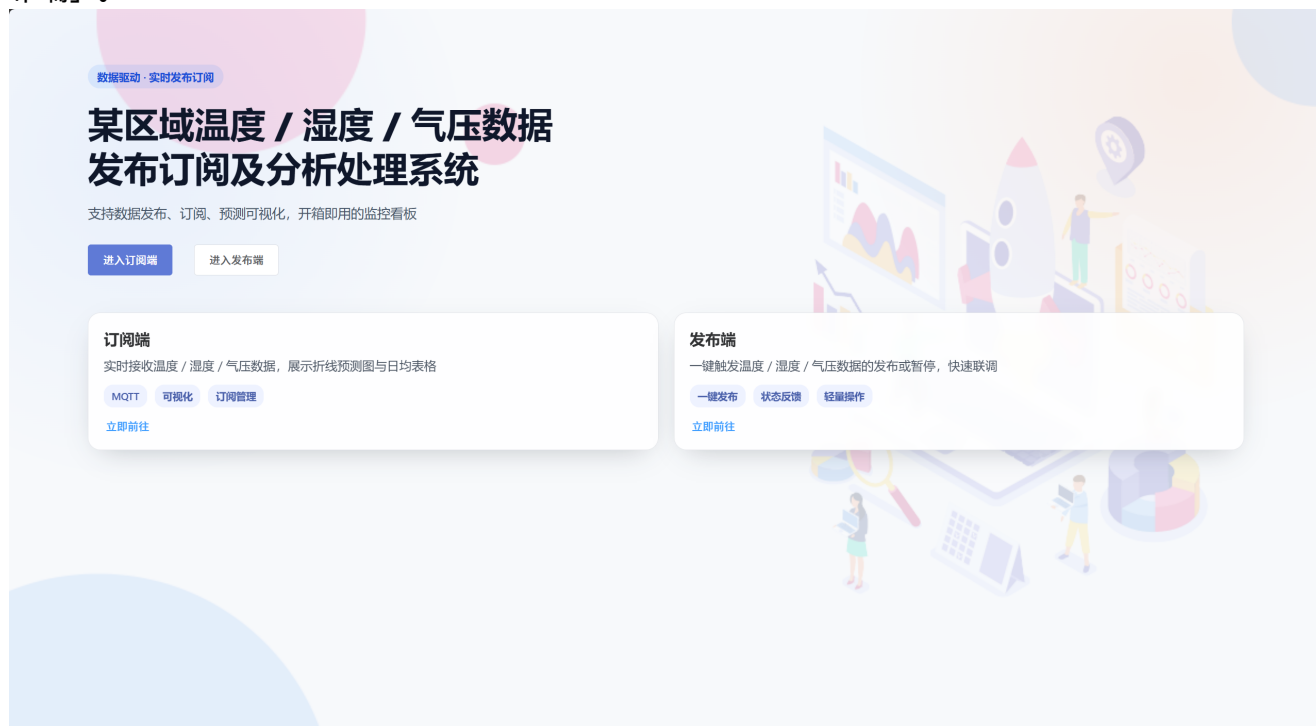 数据驱动 · 实时发布订阅
某区域温度 / 湿度 / 气压数据
发布订阅及分析处理系统
支持数据发布、订阅、预测可视化，开箱即用的监控看板
进入订阅端 进入发布端
订阅端
实时接收温度 / 湿度 / 气压数据，展示折线预测图与日均表格
MQTT 可视化 订阅管理
立即前往
发布端
一键触发温度 / 湿度 / 气压数据的发布或暂停，快速联调
一键发布 状态反馈 轻量操作
立即前往